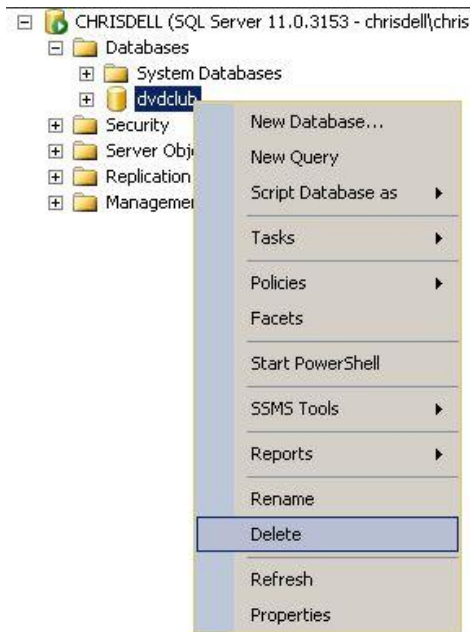 CHRISDELL (SQL Server 11.0.3153 - chrisdell\chris
Databases
System Databases
dvdclub
Security
Server Obj
Replication
Managemen
New Database...
New Query
Script Database as
Tasks
Policies
Facets
Start PowerShell
SSMS Tools
Reports
Rename
Delete
Refresh
Properties